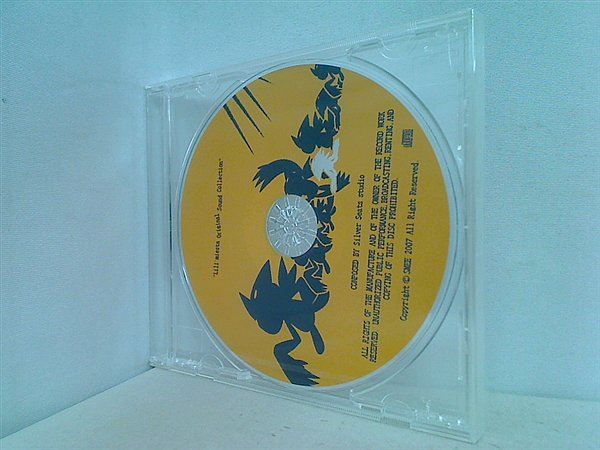 "Lilimiesta Original Sound Collection"
COMPOSED BY Silver Seats studio
ALL RIGHTS OF THE MANUFACTURE AND OF THE OWNER OF THE RECORD WORK
RESERVED UNAUTHORIZED PUBLIC PERFORMANCE, BROADCASTING, RENTING, AND
COPYING OF THIS DISC PROHIBITED.
Copyright © SMEE 2007 All Right Reserved.